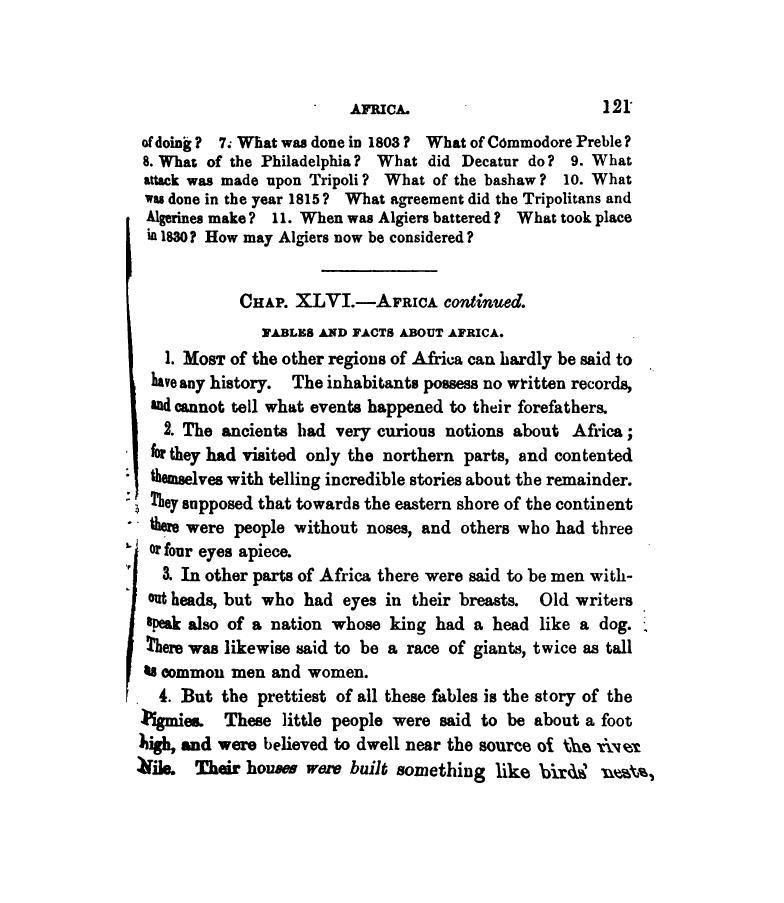 AFRICA. 121
of doing? 7. What was done in 1803? What of Commodore Preble?
8. What of the Philadelphia? What did Decatur do? 9. What
attack was made upon Tripoli? What of the bashaw? 10. What
was done in the year 1815? What agreement did the Tripolitans and
Algerines make? 11. When was Algiers battered? What took place
in 1830? How may Algiers now be considered?
CHAP. XLVI.—AFRICA continued.
FABLES AND FACTS ABOUT AFRICA.
1. MOST of the other regions of Africa can hardly be said to
have any history. The inhabitants possess no written records,
and cannot tell what events happened to their forefathers.
2. The ancients had very curious notions about Africa;
for they had visited only the northern parts, and contented
themselves with telling incredible stories about the remainder.
They supposed that towards the eastern shore of the continent
there were people without noses, and others who had three
or four eyes apiece.
3. In other parts of Africa there were said to be men with-
out heads, but who had eyes in their breasts. Old writers
speak also of a nation whose king had a head like a dog.
There was likewise said to be a race of giants, twice as tall
as common men and women.
4. But the prettiest of all these fables is the story of the
Pigmies. These little people were said to be about a foot
high, and were believed to dwell near the source of the river
Nile. Their houses were built something like birds' nests,